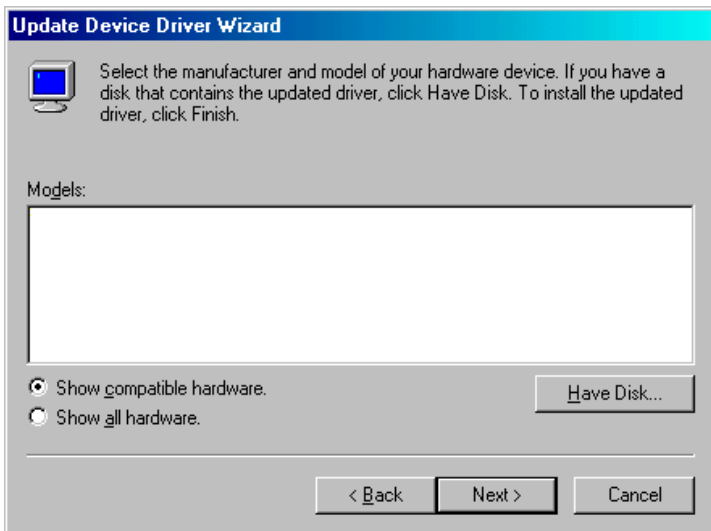 Update Device Driver Wizard
Select the manufacturer and model of your hardware device. If you have a
disk that contains the updated driver, click Have Disk. To install the updated
driver, click Finish.
Models:
Show compatible hardware.
Have Disk...
Show all hardware.
< Back
Next >
Cancel